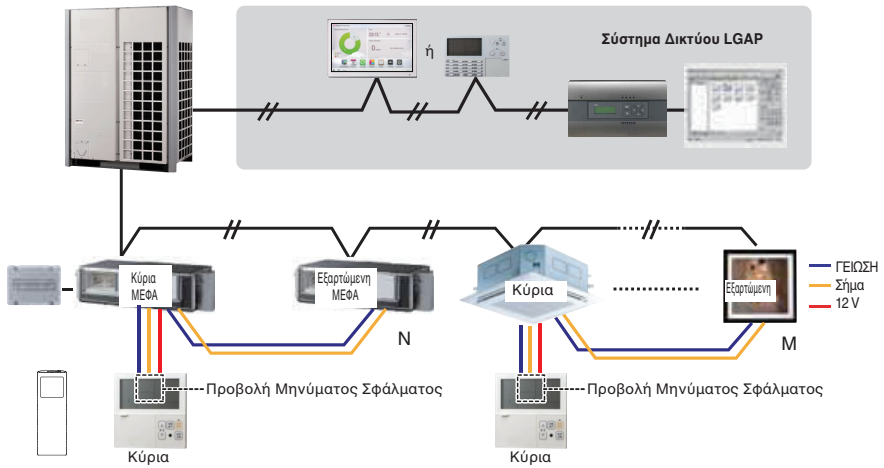 Σύστημα Δικτύου LGAP
ή
Κύρια
ΜΕΦΑ
Εξαρτώμενη
ΜΕΦΑ
Κύρια
Εξαρτώμενη
ΓΕΙΩΣΗ
Σήμα
12 V
N
M
Προβολή Μηνύματος Σφάλματος
Προβολή Μηνύματος Σφάλματος
Κύρια
Κύρια